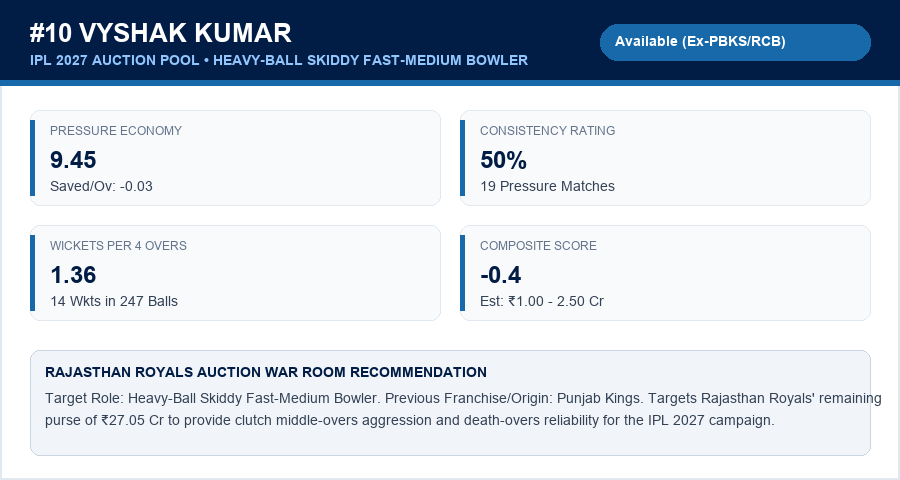 #10 VYSHAK KUMAR
IPL 2027 AUCTION POOL • HEAVY-BALL SKIDDY FAST-MEDIUM BOWLER
Available (Ex-PBKS/RCB)
PRESSURE ECONOMY
9.45
Saved/Ov: -0.03
CONSISTENCY RATING
50%
19 Pressure Matches
WICKETS PER 4 OVERS
1.36
14 Wkts in 247 Balls
COMPOSITE SCORE
-0.4
Est: ₹1.00 - 2.50 Cr
RAJASTHAN ROYALS AUCTION WAR ROOM RECOMMENDATION
Target Role: Heavy-Ball Skiddy Fast-Medium Bowler. Previous Franchise/Origin: Punjab Kings. Targets Rajasthan Royals' remaining
purse of ₹27.05 Cr to provide clutch middle-overs aggression and death-overs reliability for the IPL 2027 campaign.